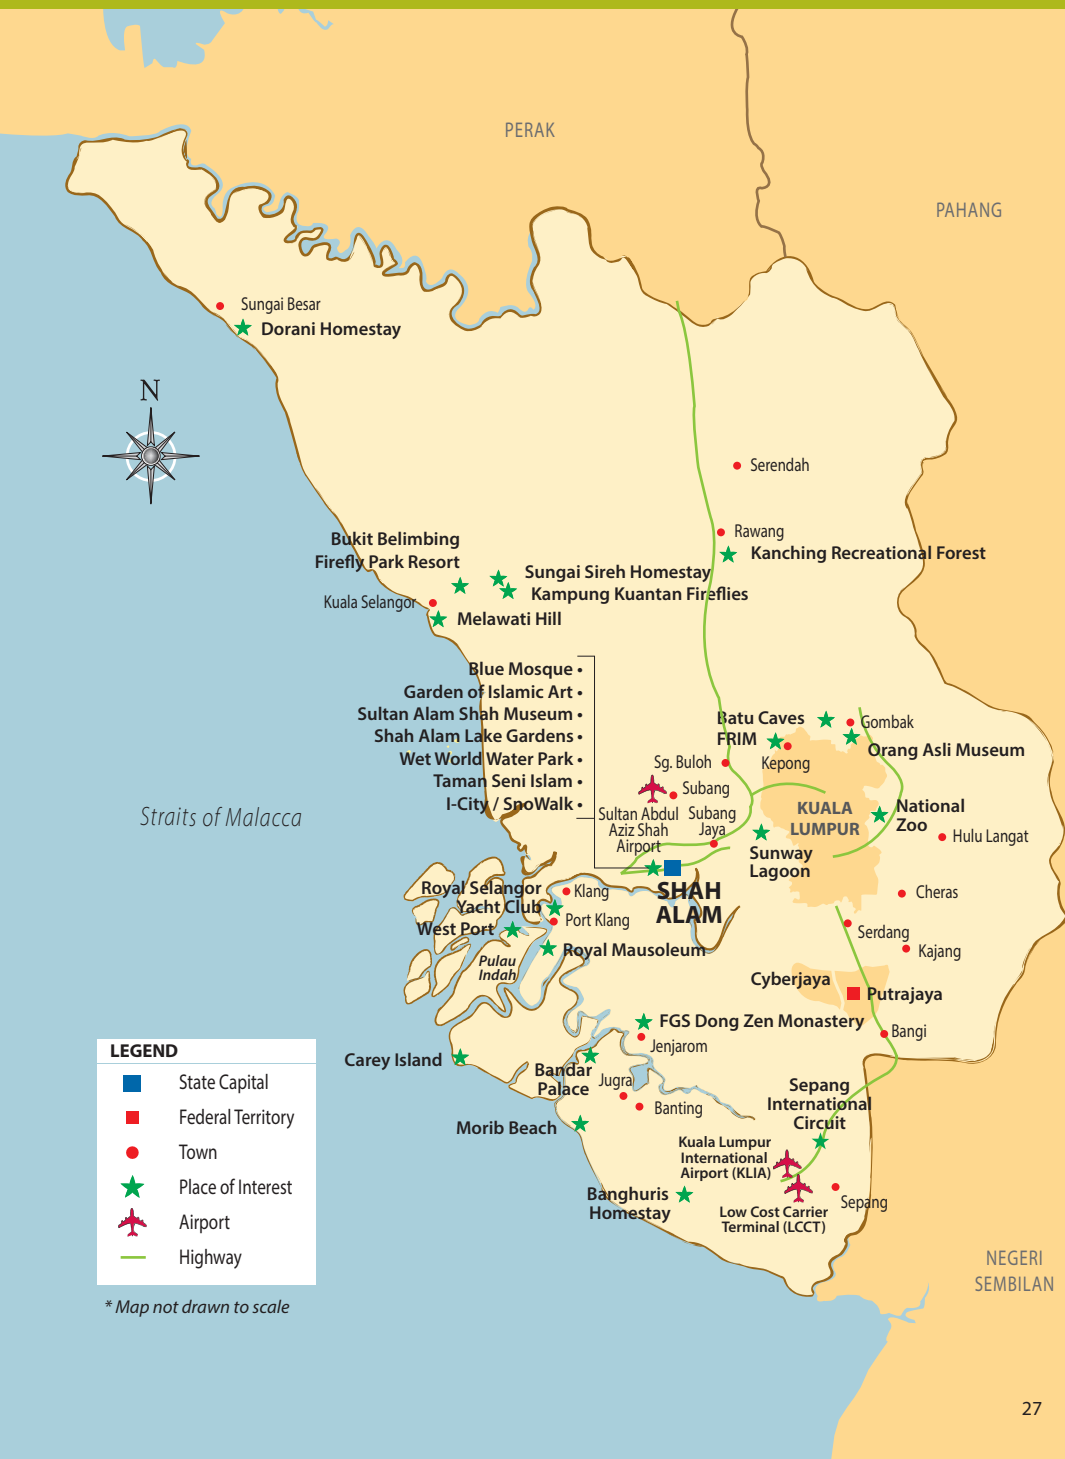 PERAK
PAHANG
Sungai Besar
Dorani Homestay
N
Serendah
Rawang
Kanching Recreational Forest
Bukit Belimbing
Firefly Park Resort
Sungai Sireh Homestay
Kampung Kuantan Fireflies
Kuala Selangor
Melawati Hill
Blue Mosque •
Garden of Islamic Art •
Sultan Alam Shah Museum •
Shah Alam Lake Gardens •
Wet World Water Park •
Taman Seni Islam •
I-City / SnoWalk •
Batu Caves
FRIM
Gombak
Orang Asli Museum
Sg. Buloh
Kepong
Subang
Straits of Malacca
Sultan Abdul
Aziz Shah
Airport
Subang
Jaya
KUALA
LUMPUR
National
Zoo
Hulu Langat
Sunway
Lagoon
SHAH
ALAM
Royal Selangor
Yacht Club
Klang
Port Klang
West Port
Cheras
Serdang
Kajang
Royal Mausoleum
Pulau
Indah
Cyberjaya
Putrajaya
FGS Dong Zen Monastery
Jenjarom
Bangi
Carey Island
Bandar
Palace
Jugra
Banting
Sepang
International
Circuit
Morib Beach
Kuala Lumpur
International
Airport (KLIA)
Banghuris
Homestay
Low Cost Carrier
Terminal (LCCT)
Sepang
NEGERI
SEMBILAN
LEGEND
State Capital
Federal Territory
Town
Place of Interest
Airport
Highway
* Map not drawn to scale
27